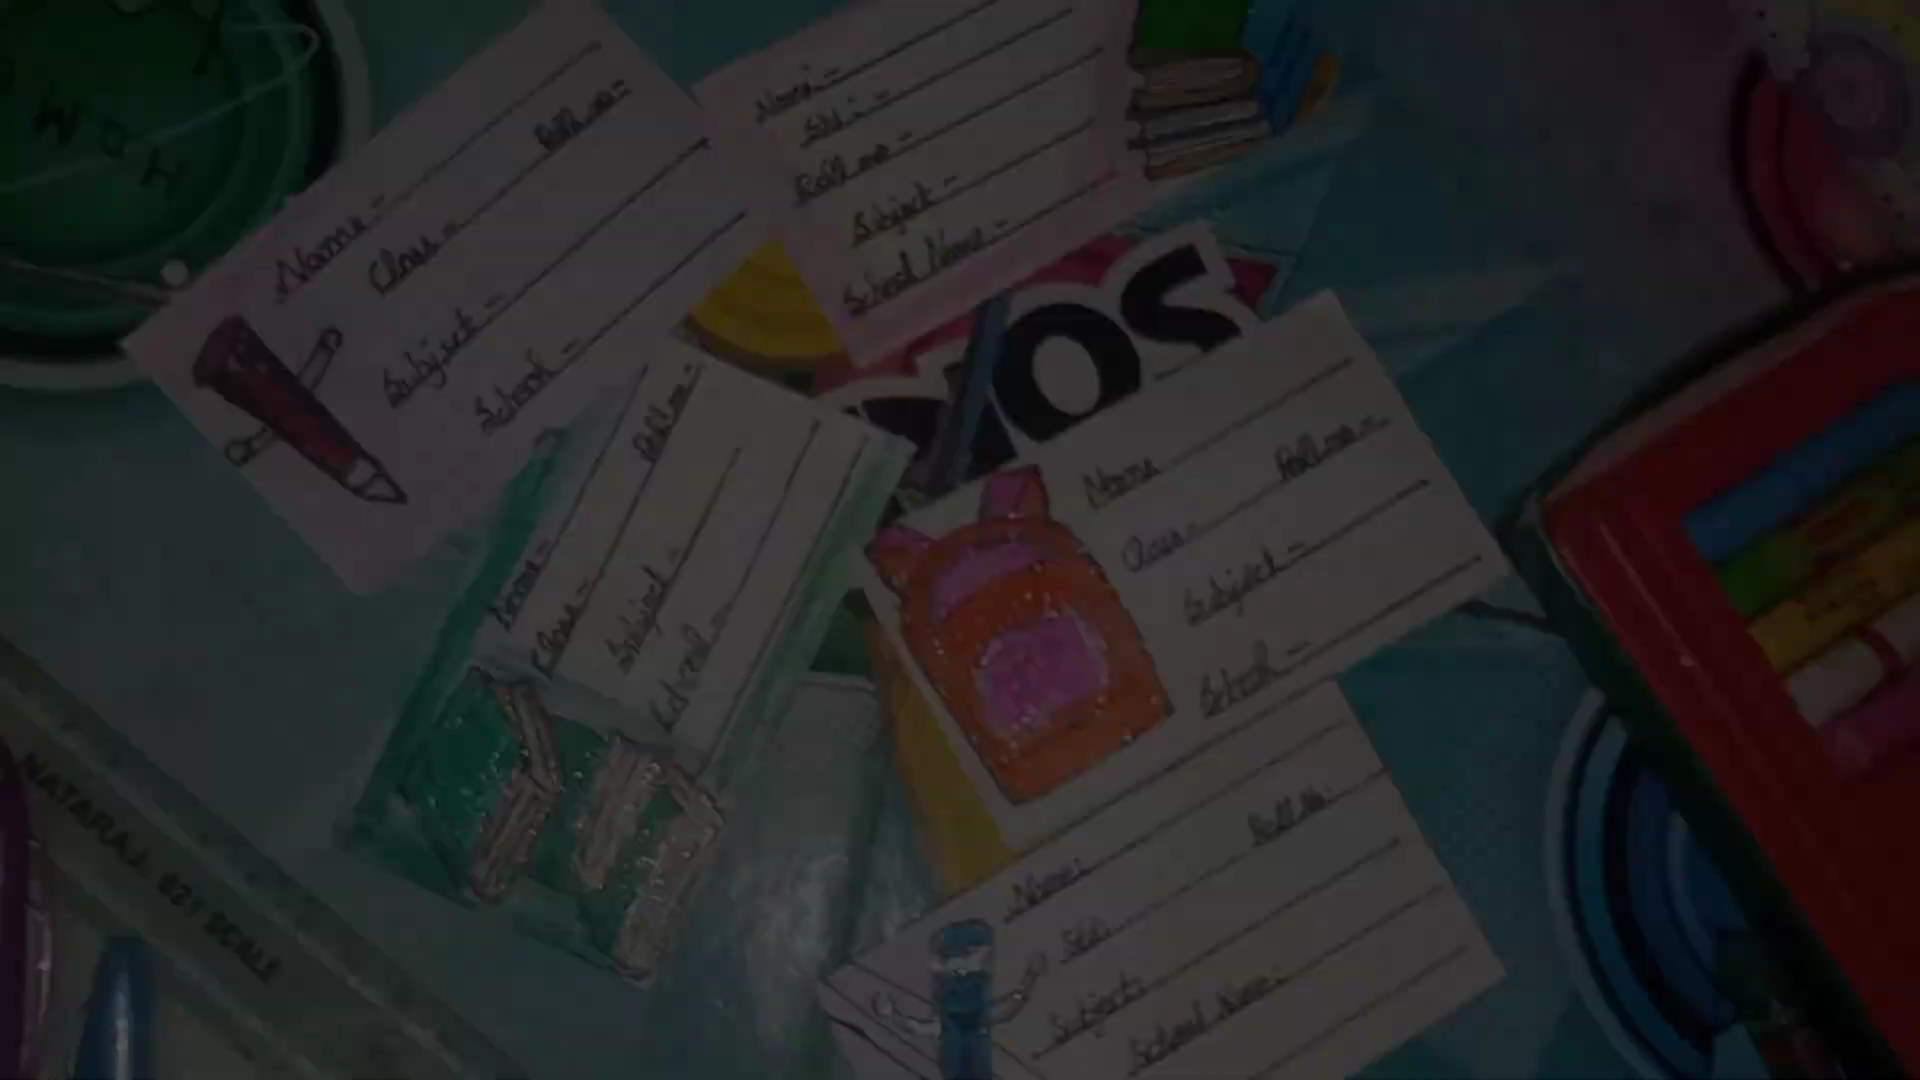 Name -
Class -
Roll no -
Subject -
School -
Name -
Std : -
Roll no -
Subject -
School Name -
Name -
Roll no -
Class -
Subject -
School -
Name
Roll no -
Class -
Subject -
School -
Name:
Roll No:
Std:
Subject:
School Name:
NATARAJ 621 SCALE